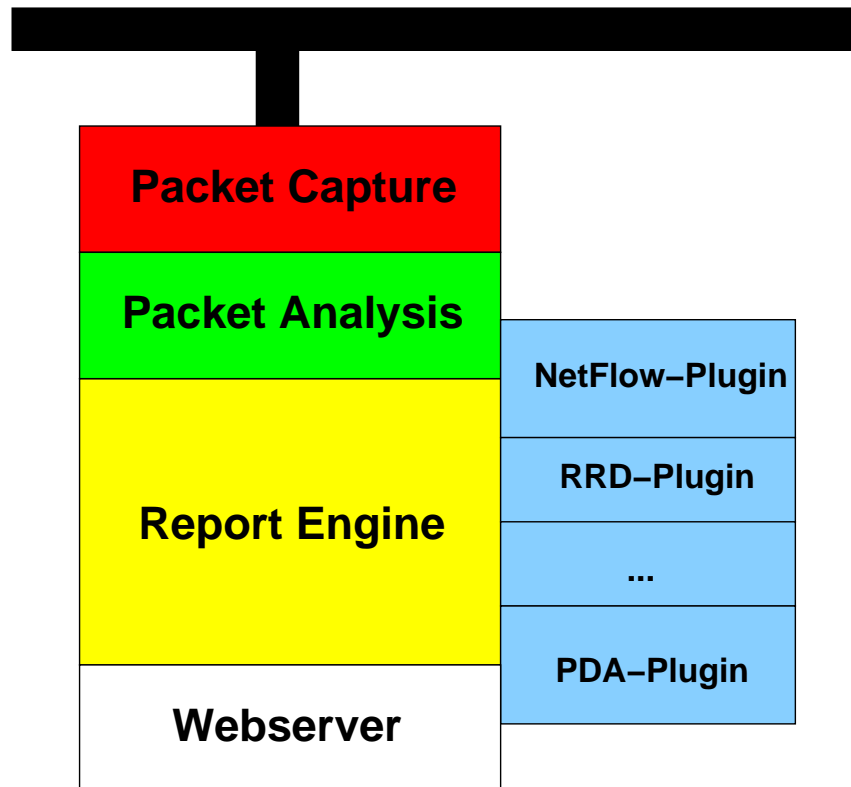 Packet Capture
Packet Analysis
Report Engine
Webserver
NetFlow−Plugin
RRD−Plugin
...
PDA−Plugin